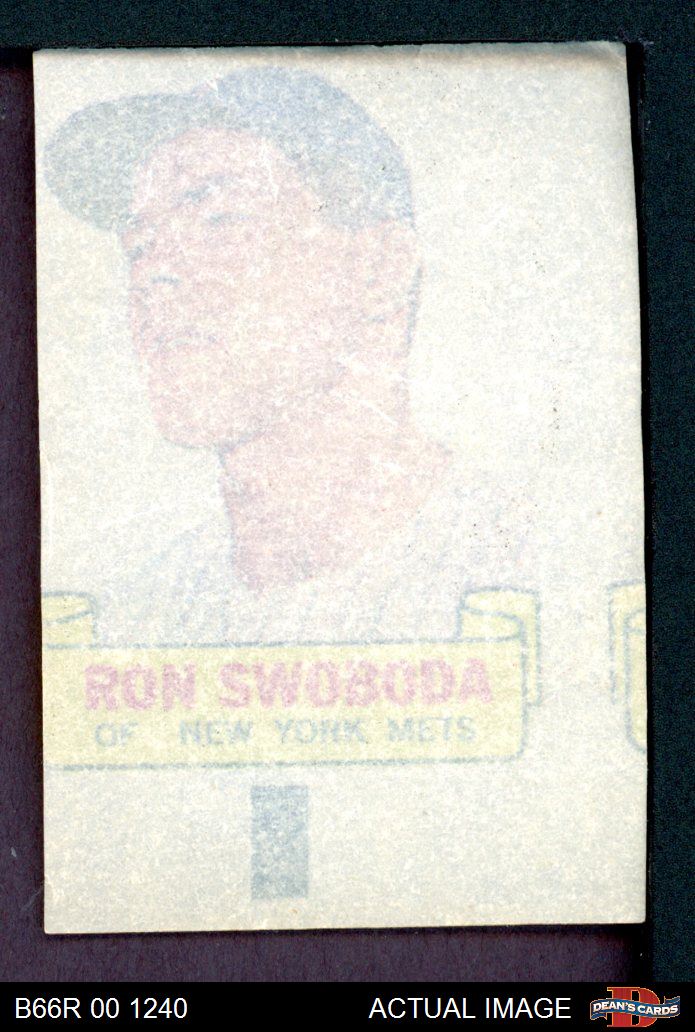 RON SWOBODA
OF NEW YORK METS
B66R 00 1240
ACTUAL IMAGE
DEAN'S CARDS